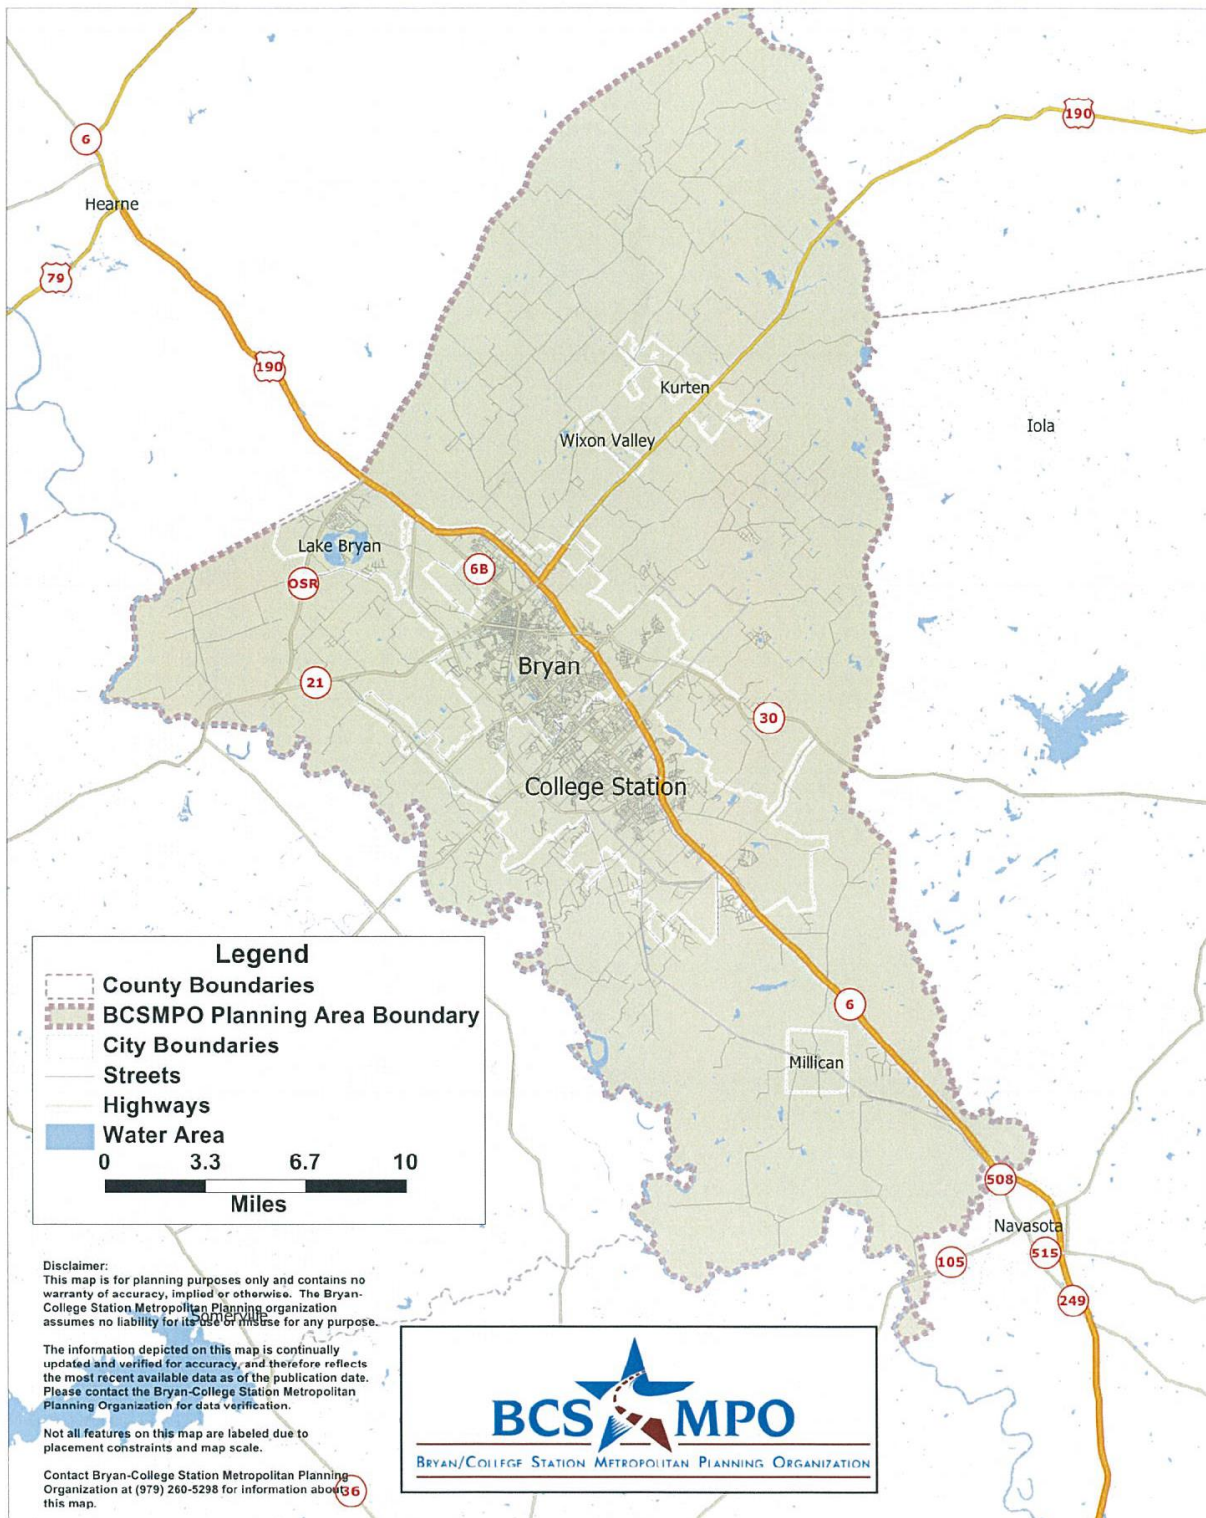 190
6
Hearne
79
190
Kurten
Iola
Wixon Valley
Lake Bryan
6B
OSR
Bryan
21
30
College Station
Legend
County Boundaries
BCSMPO Planning Area Boundary
City Boundaries
Streets
Highways
Water Area
0 3.3 6.7 10
Miles
6
Millican
508
Navasota
105
515
249
Disclaimer:
This map is for planning purposes only and contains no
warranty of accuracy, implied or otherwise. The Bryan-
College Station Metropolitan Planning organization
assumes no liability for its use or misuse for any purpose.
Somerville
The information depicted on this map is continually
updated and verified for accuracy, and therefore reflects
the most recent available data as of the publication date.
Please contact the Bryan-College Station Metropolitan
Planning Organization for data verification.
Not all features on this map are labeled due to
placement constraints and map scale.
Contact Bryan-College Station Metropolitan Planning
Organization at (979) 260-5298 for information about
this map.
36
BCS MPO
BRYAN/COLLEGE STATION METROPOLITAN PLANNING ORGANIZATION